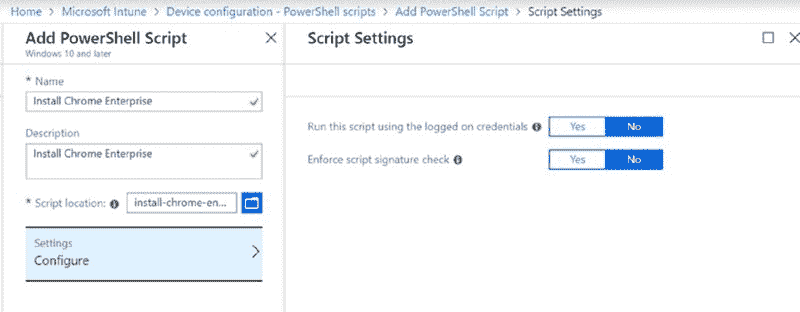 Home > Microsoft Intune > Device configuration - PowerShell scripts > Add PowerShell Script > Script Settings
Add PowerShell Script
Windows 10 and later
* Name
Install Chrome Enterprise
Description
Install Chrome Enterprise
* Script location:
install-chrome-en...
Settings
Configure
Script Settings
Run this script using the logged on credentials
Yes No
Enforce script signature check
Yes No